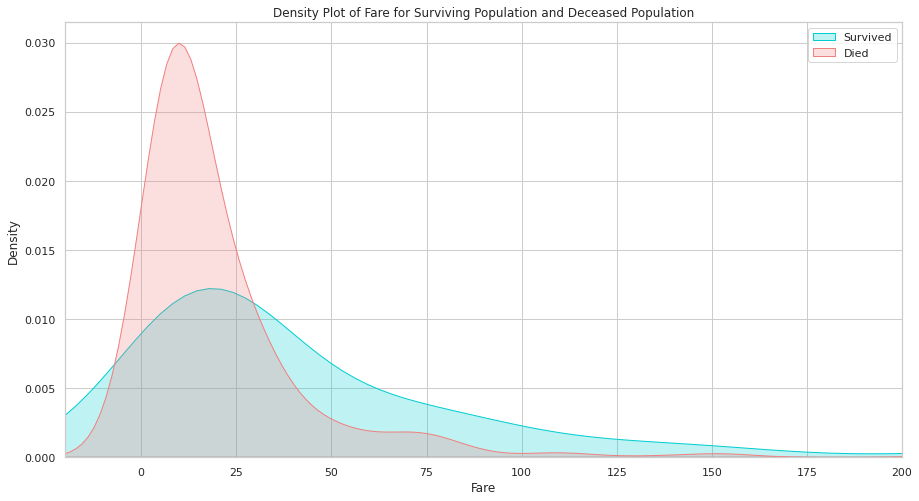 Density Plot of Fare for Surviving Population and Deceased Population
Survived
Died
Density
0.030
0.025
0.020
0.015
0.010
0.005
0.000
0 25 50 75 100 125 150 175 200
Fare